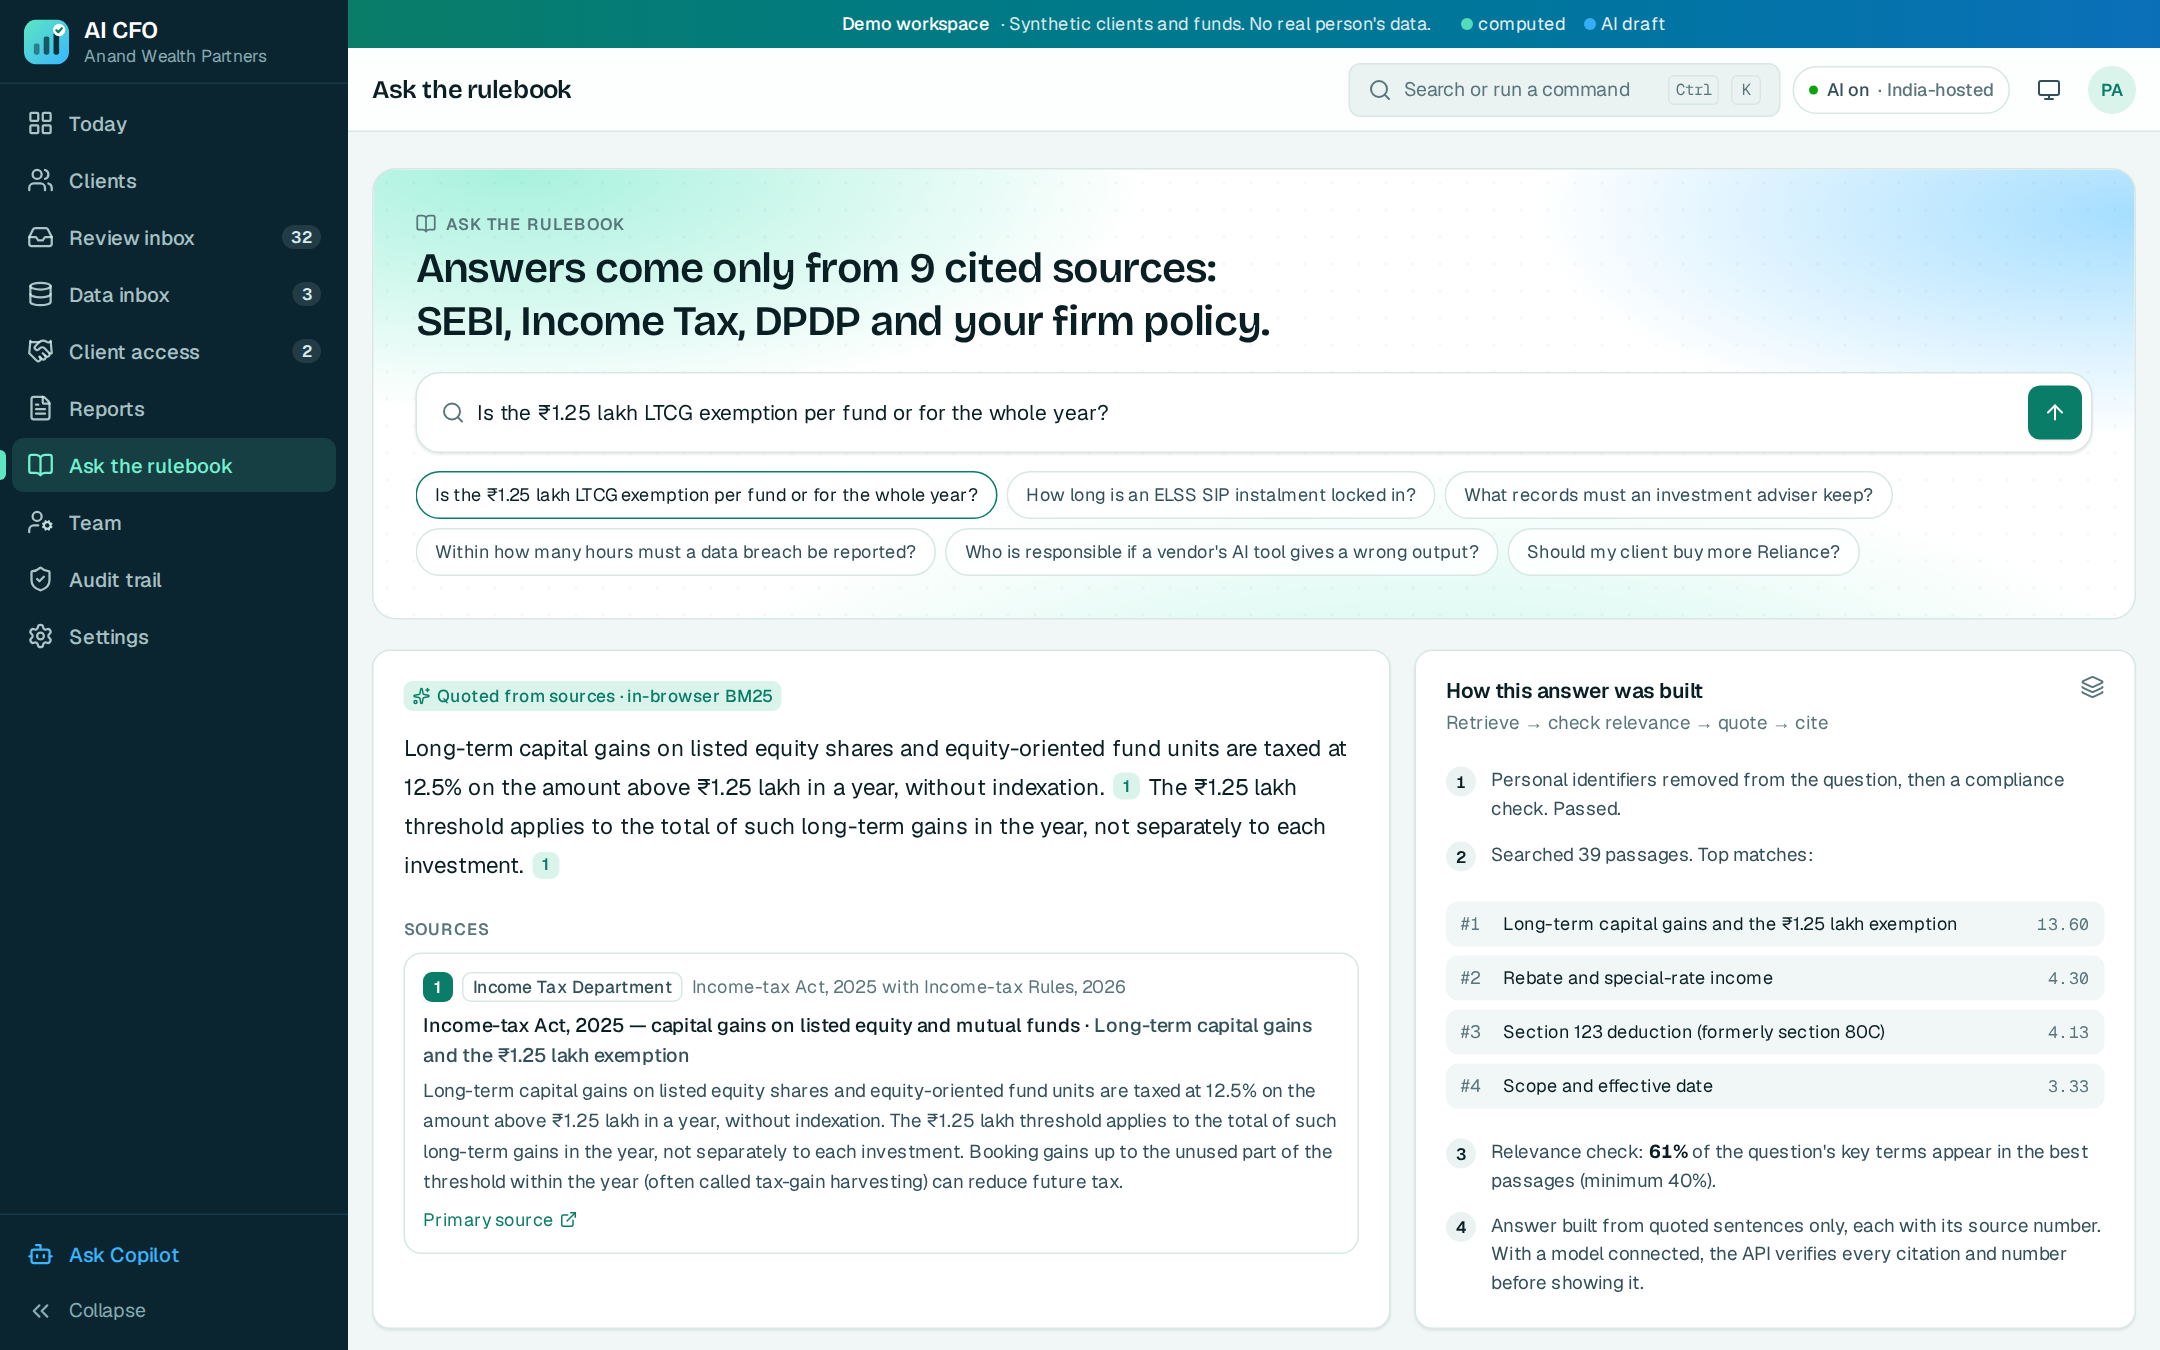 AI CFO
Anand Wealth Partners
Today
Clients
Review inbox 32
Data inbox 3
Client access 2
Reports
Ask the rulebook
Team
Audit trail
Settings
Ask Copilot
Collapse
Demo workspace · Synthetic clients and funds. No real person's data. computed AI draft
Ask the rulebook
Search or run a command Ctrl K
AI on · India-hosted
PA
ASK THE RULEBOOK
Answers come only from 9 cited sources:
SEBI, Income Tax, DPDP and your firm policy.
Is the ₹1.25 lakh LTCG exemption per fund or for the whole year?
Is the ₹1.25 lakh LTCG exemption per fund or for the whole year? How long is an ELSS SIP instalment locked in? What records must an investment adviser keep?
Within how many hours must a data breach be reported? Who is responsible if a vendor's AI tool gives a wrong output? Should my client buy more Reliance?
Quoted from sources · in-browser BM25
Long-term capital gains on listed equity shares and equity-oriented fund units are taxed at
12.5% on the amount above ₹1.25 lakh in a year, without indexation. 1 The ₹1.25 lakh
threshold applies to the total of such long-term gains in the year, not separately to each
investment. 1
SOURCES
1 Income Tax Department Income-tax Act, 2025 with Income-tax Rules, 2026
Income-tax Act, 2025 — capital gains on listed equity and mutual funds · Long-term capital gains
and the ₹1.25 lakh exemption
Long-term capital gains on listed equity shares and equity-oriented fund units are taxed at 12.5% on the
amount above ₹1.25 lakh in a year, without indexation. The ₹1.25 lakh threshold applies to the total of such
long-term gains in the year, not separately to each investment. Booking gains up to the unused part of the
threshold within the year (often called tax-gain harvesting) can reduce future tax.
Primary source
How this answer was built
Retrieve → check relevance → quote → cite
1 Personal identifiers removed from the question, then a compliance
check. Passed.
2 Searched 39 passages. Top matches:
#1 Long-term capital gains and the ₹1.25 lakh exemption 13.60
#2 Rebate and special-rate income 4.30
#3 Section 123 deduction (formerly section 80C) 4.13
#4 Scope and effective date 3.33
3 Relevance check: 61% of the question's key terms appear in the best
passages (minimum 40%).
4 Answer built from quoted sentences only, each with its source number.
With a model connected, the API verifies every citation and number
before showing it.